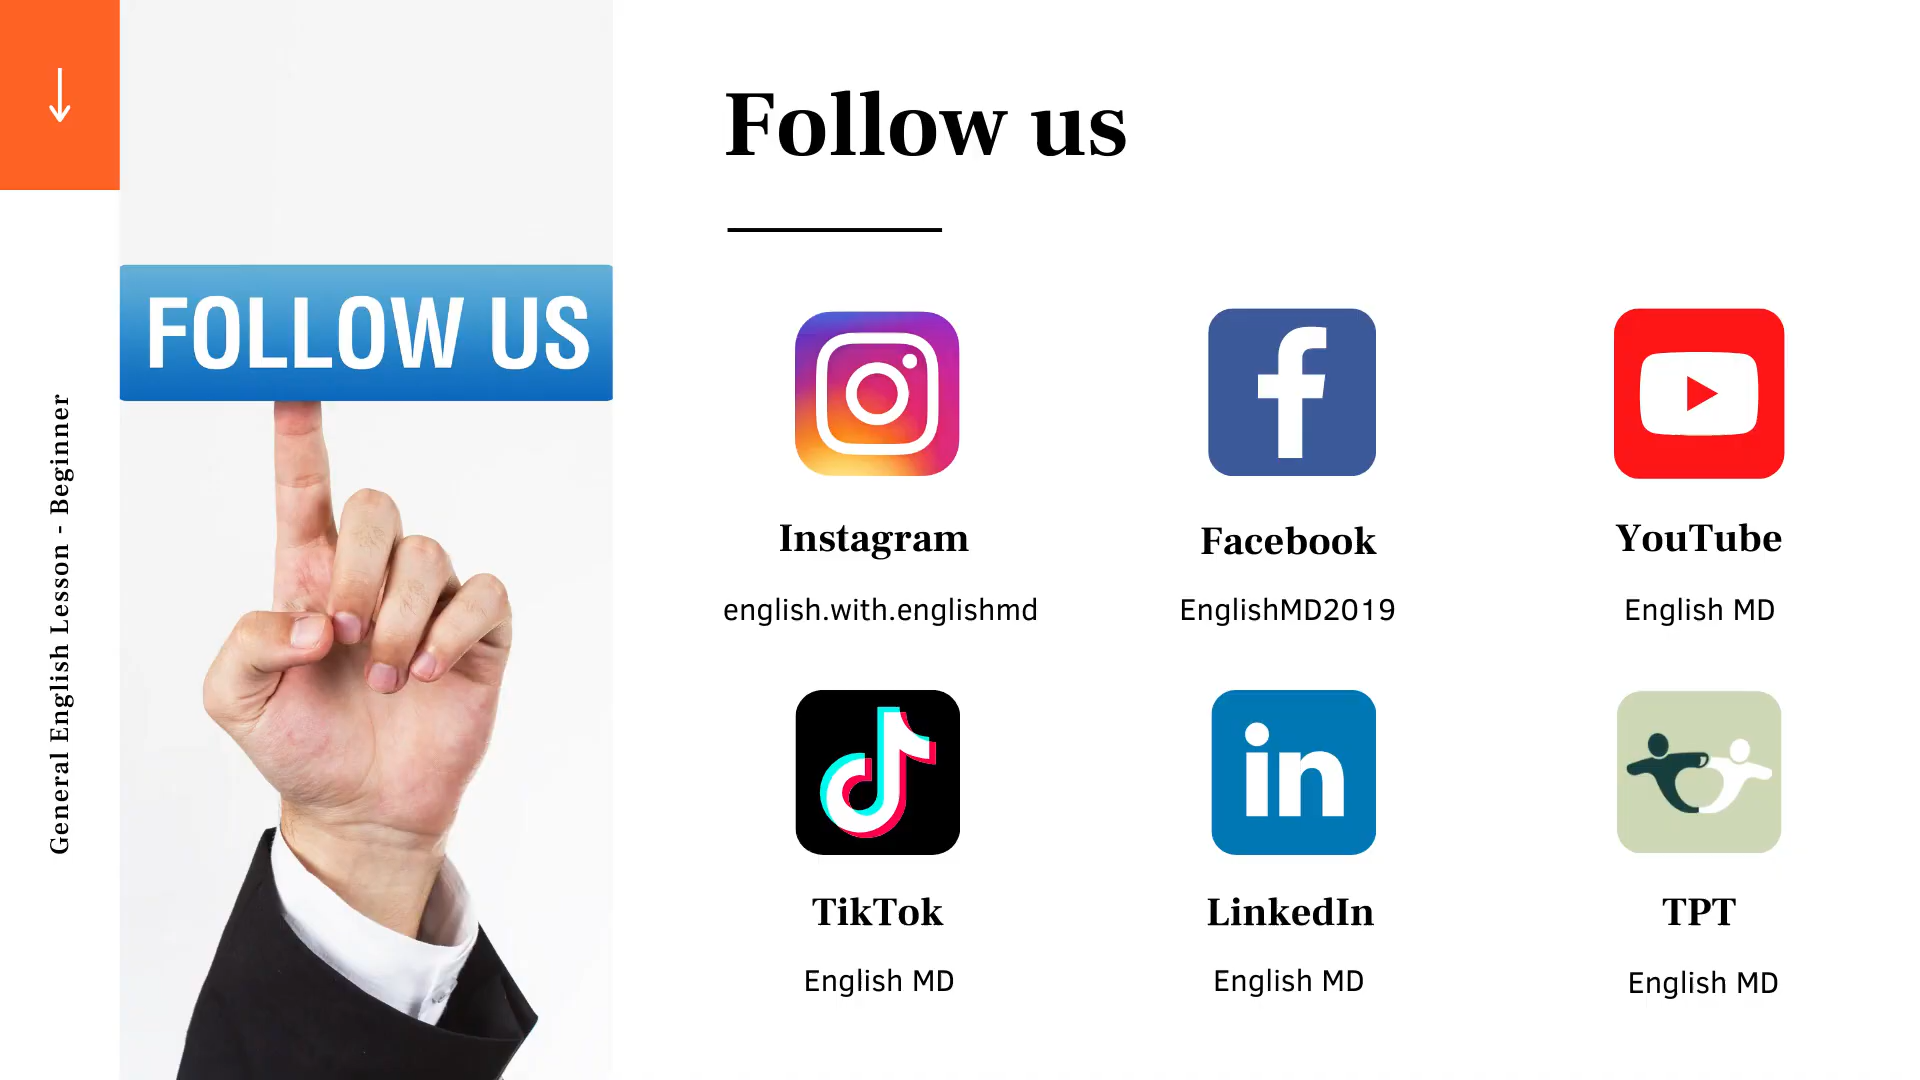 General English Lesson - Beginner
FOLLOW US
Follow us
Instagram
english.with.englishmd
Facebook
EnglishMD2019
YouTube
English MD
TikTok
English MD
in
LinkedIn
English MD
TPT
English MD